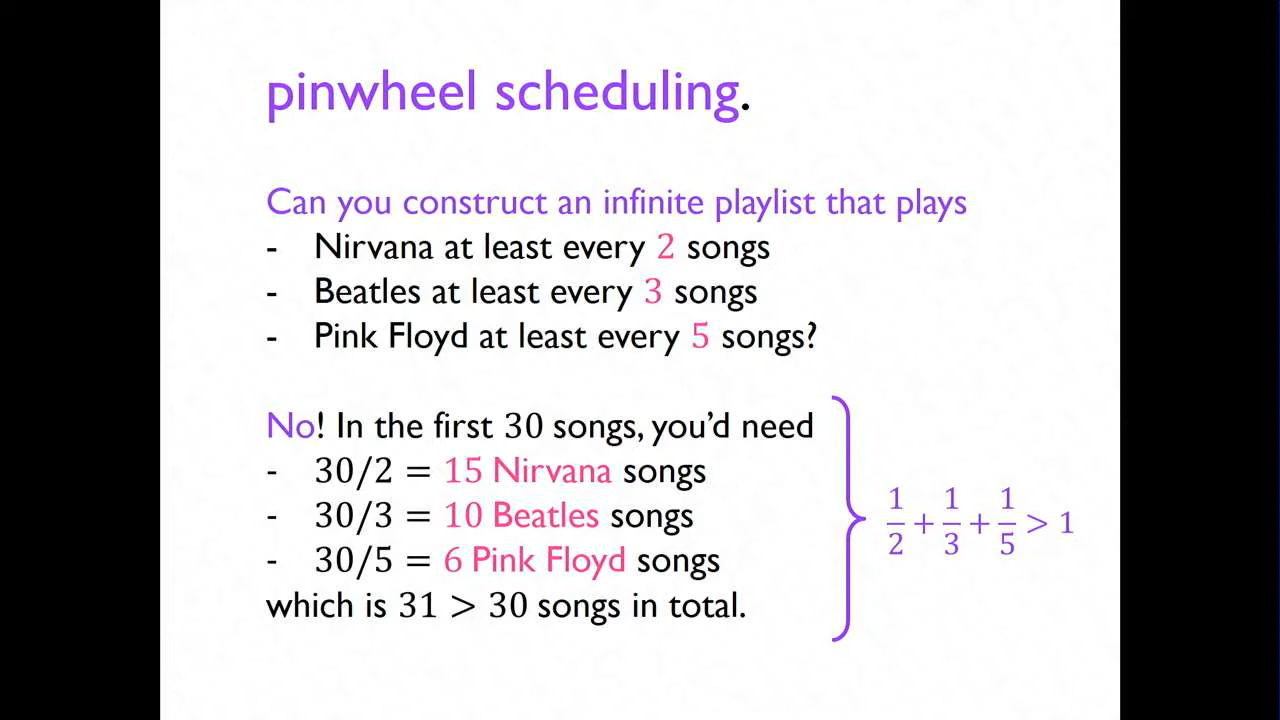 pinwheel scheduling.
Can you construct an infinite playlist that plays
- Nirvana at least every 2 songs
- Beatles at least every 3 songs
- Pink Floyd at least every 5 songs?
No! In the first 30 songs, you'd need
- 30/2 = 15 Nirvana songs
- 30/3 = 10 Beatles songs
- 30/5 = 6 Pink Floyd songs
which is 31 > 30 songs in total.
1/2 + 1/3 + 1/5 > 1